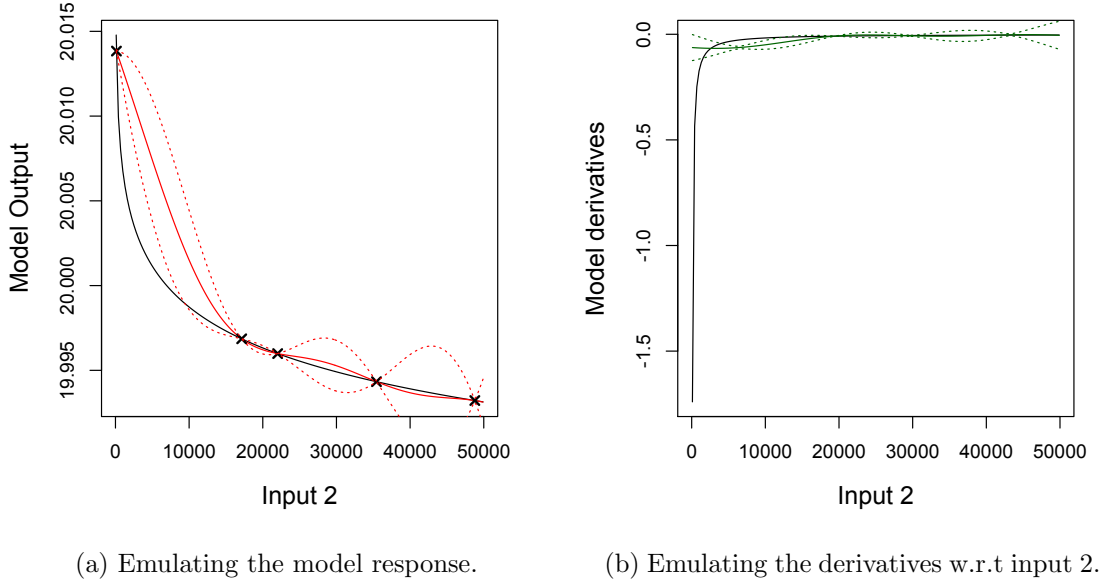 20.015
20.010
20.005
20.000
19.995
Model Output
0 10000 20000 30000 40000 50000
Input 2
(a) Emulating the model response.
0.0
-0.5
-1.0
-1.5
Model derivatives
0 10000 20000 30000 40000 50000
Input 2
(b) Emulating the derivatives w.r.t input 2.